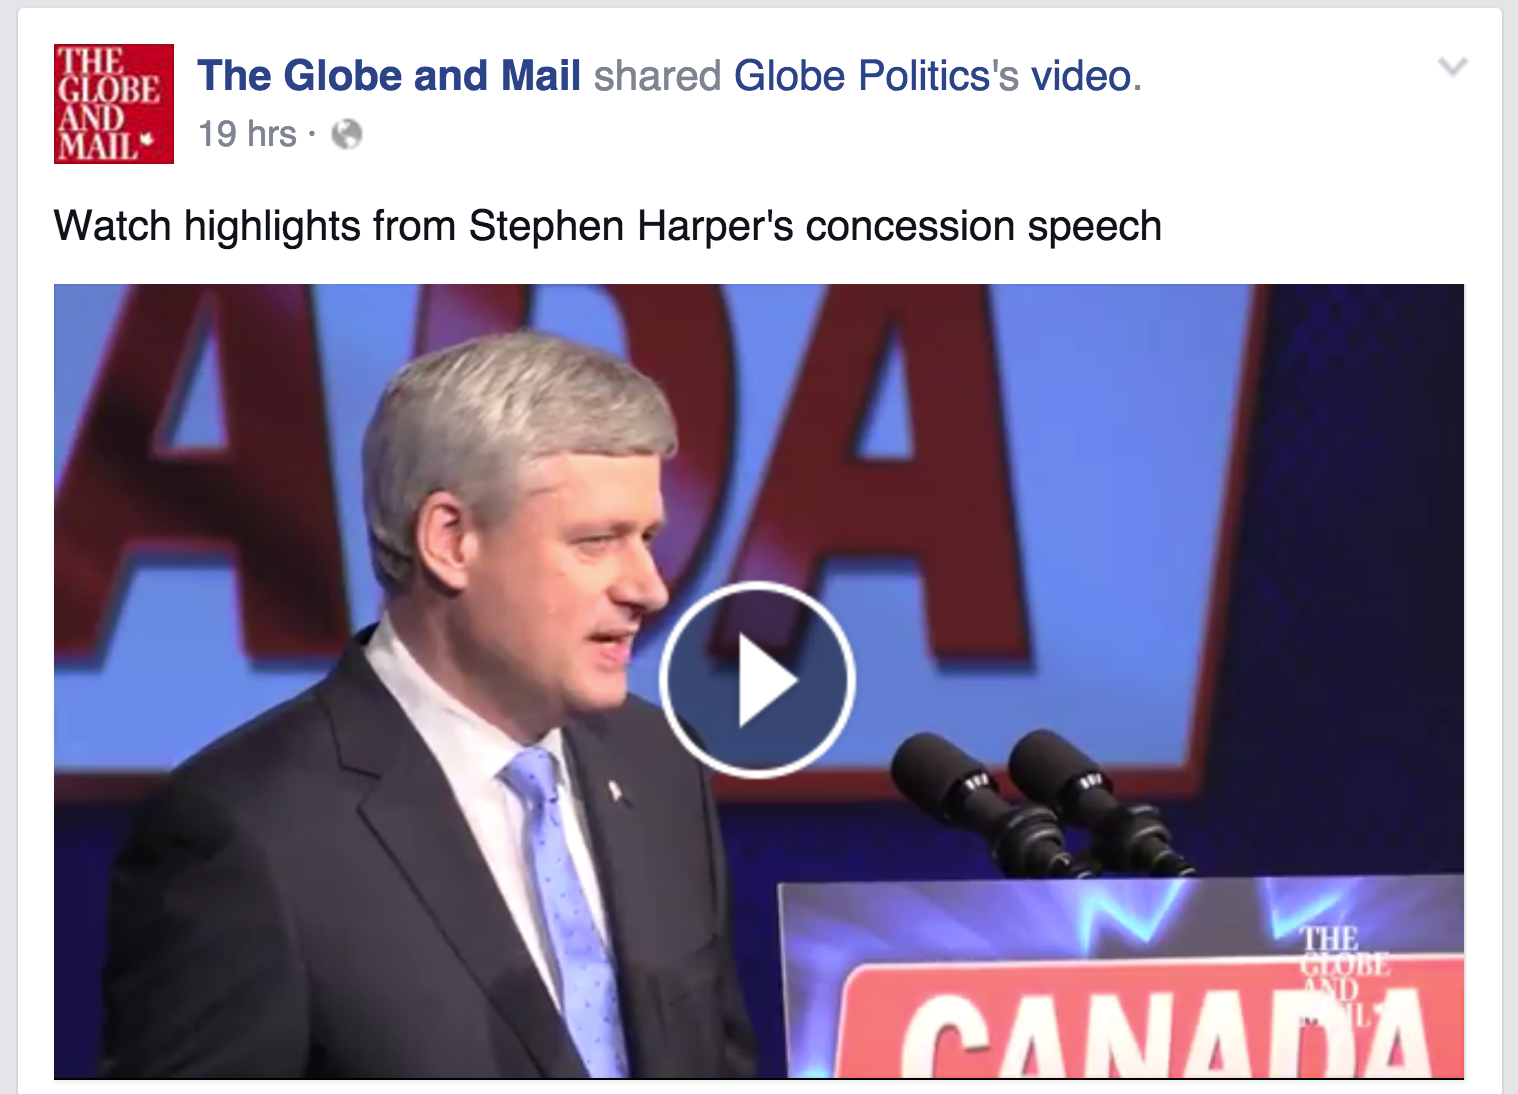 THE
GLOBE
AND
MAIL
The Globe and Mail shared Globe Politics's video.
19 hrs ·
Watch highlights from Stephen Harper's concession speech
ADA
THE
GLOBE
AND
CANADA